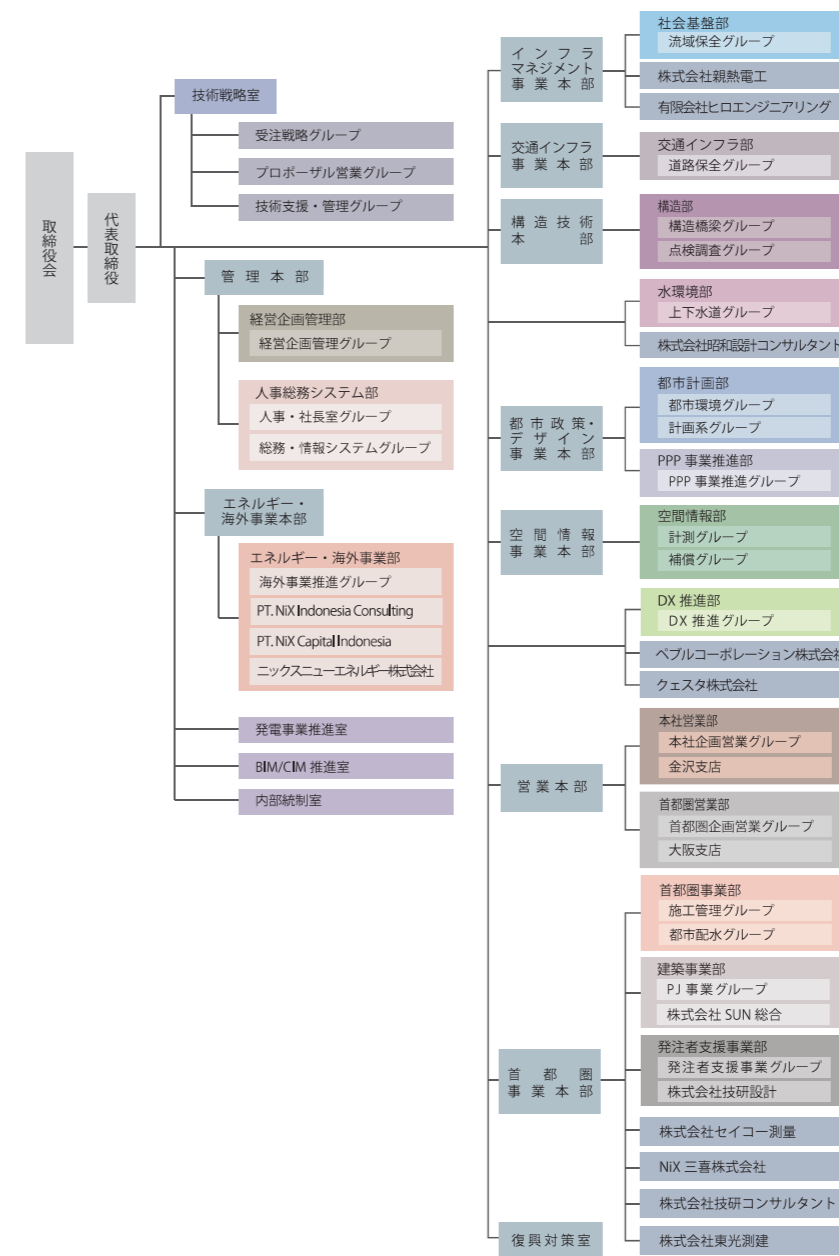 取締役会
代表取締役
技術戦略室
受注戦略グループ
プロポーザル営業グループ
技術支援・管理グループ
管理本部
経営企画管理部
経営企画管理グループ
人事総務システム部
人事・社長室グループ
総務・情報システムグループ
エネルギー・
海外事業本部
エネルギー・海外事業部
海外事業推進グループ
PT. NiX Indonesia Consulting
PT. NiX Capital Indonesia
ニックスニューエネルギー株式会社
発電事業推進室
BIM/CIM 推進室
内部統制室
インフラ
マネジメント
事業本部
社会基盤部
流域保全グループ
株式会社親熱電工
有限会社ヒロエンジニアリング
交通インフラ
事業本部
交通インフラ部
道路保全グループ
構造技術
本部
構造部
構造橋梁グループ
点検調査グループ
水環境部
上下水道グループ
株式会社昭和設計コンサルタント
都市政策・
デザイン
事業本部
都市計画部
都市環境グループ
計画系グループ
PPP 事業推進部
PPP 事業推進グループ
空間情報
事業本部
空間情報部
計測グループ
補償グループ
DX 推進部
DX 推進グループ
ペブルコーポレーション株式会社
クェスタ株式会社
営業本部
本社営業部
本社企画営業グループ
金沢支店
首都圏営業部
首都圏企画営業グループ
大阪支店
首都圏
事業本部
首都圏事業部
施工管理グループ
都市配水グループ
建築事業部
PJ 事業グループ
株式会社 SUN 総合
発注者支援事業部
発注者支援事業グループ
株式会社技研設計
株式会社セイコー測量
NiX 三喜株式会社
株式会社技研コンサルタント
株式会社東光測建
復興対策室